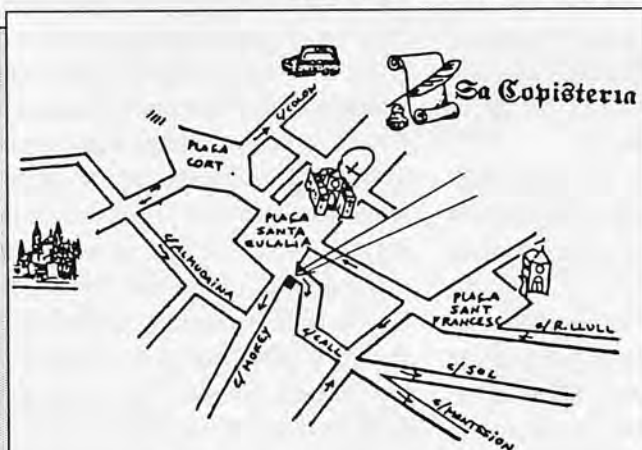 Sa Copisteria
C/COLON
PLAÇA
CORT
PLAÇA
SANTA
EULALIA
C/ALMUDAINA
C/MOREY
C/CALL
PLAÇA
SANT
FRANCESC
C/R.LLULL
C/SOL
C/MONTESION